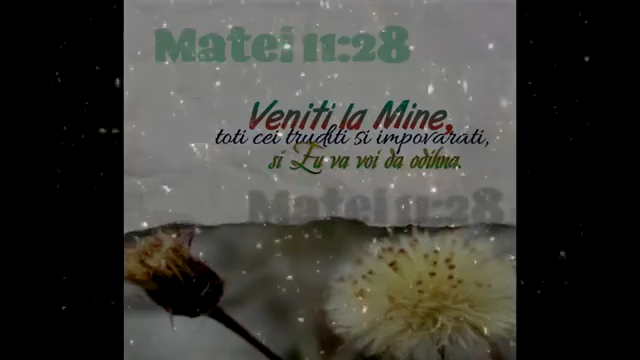 Matei 11:28
Veniti la Mine,
toti cei truditi si impovarati,
si Eu va voi da odihna.
Matei 11:28